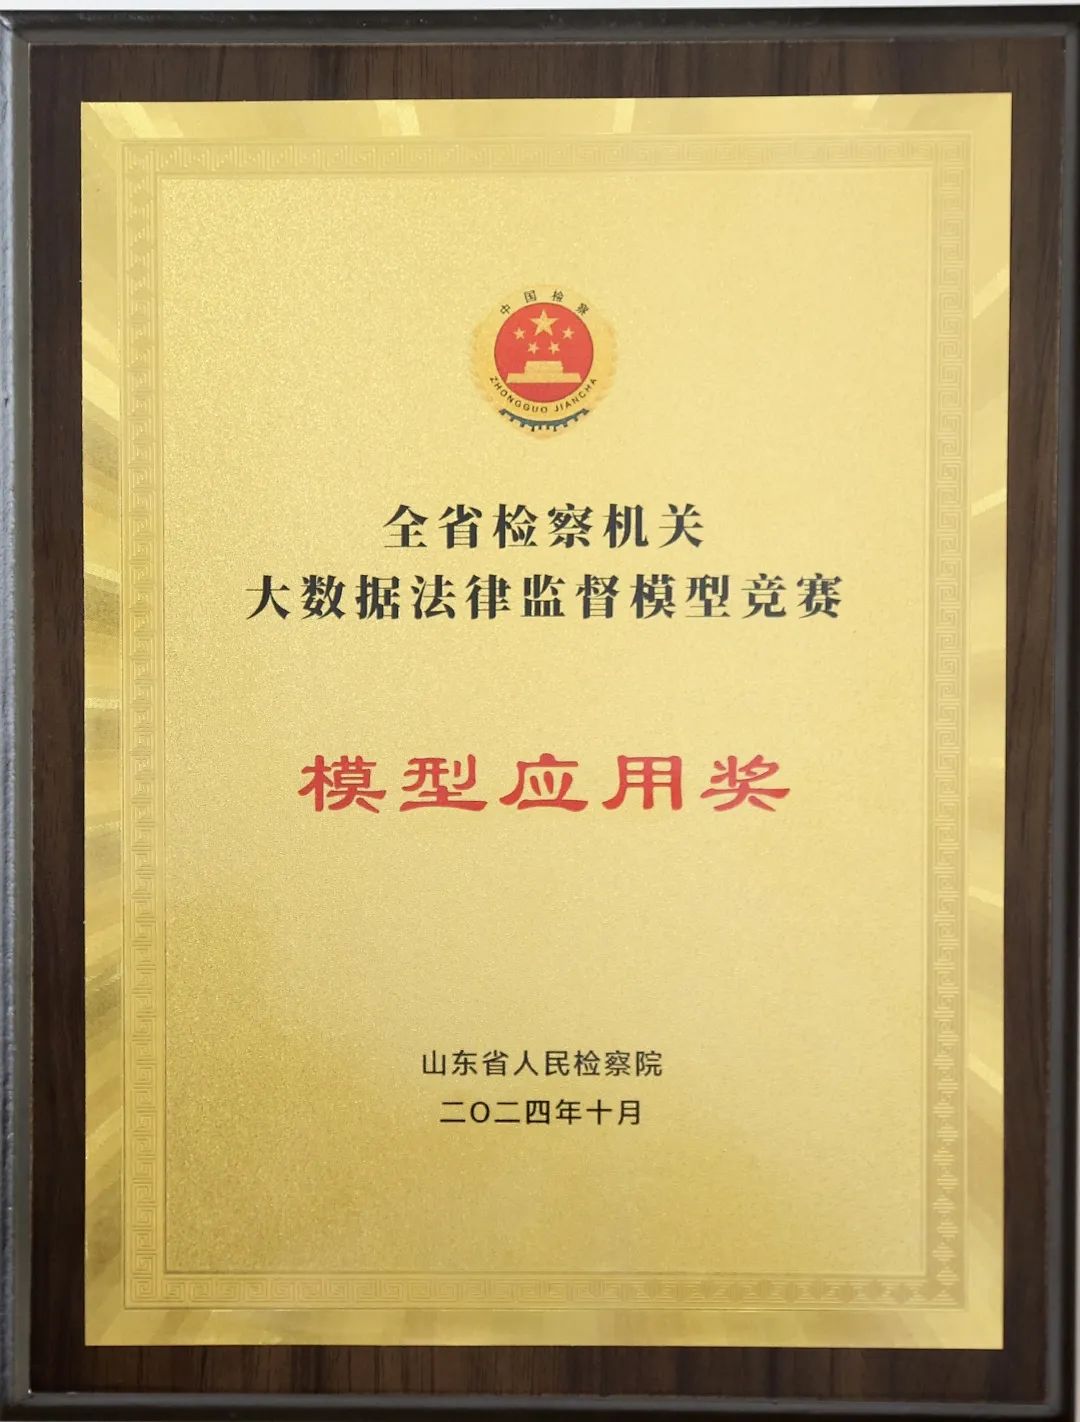 中国检察
ZHONGGUO JIANCHA
全省检察机关
大数据法律监督模型竞赛
模型应用奖
山东省人民检察院
二〇二四年十月